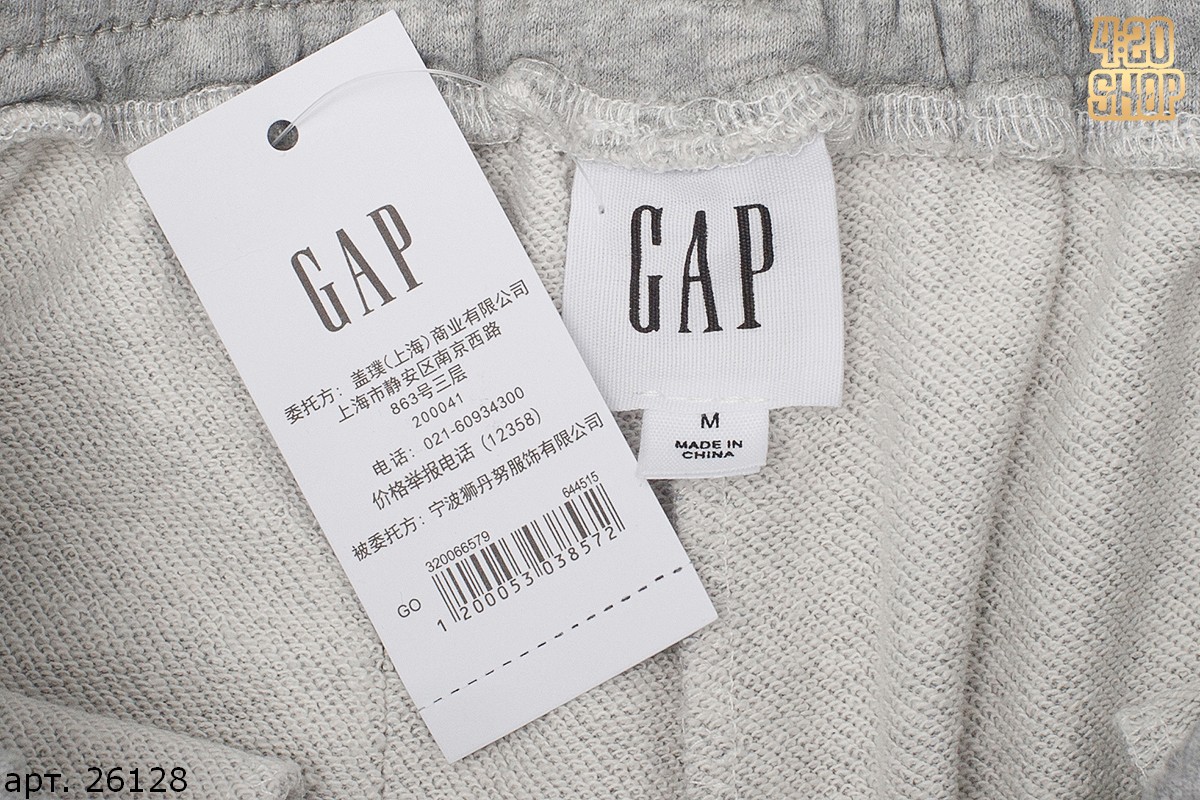 4:20
SHOP
GAP
委托方：盖璞(上海)商业有限公司
上海市静安区南京西路
863号三层
200041
电话：021-60934300
价格举报电话（12358）
被委托方：宁波狮丹努服饰有限公司
320066579
644515
GO
1 200053 038572
GAP
M
MADE IN
CHINA
арт. 26128